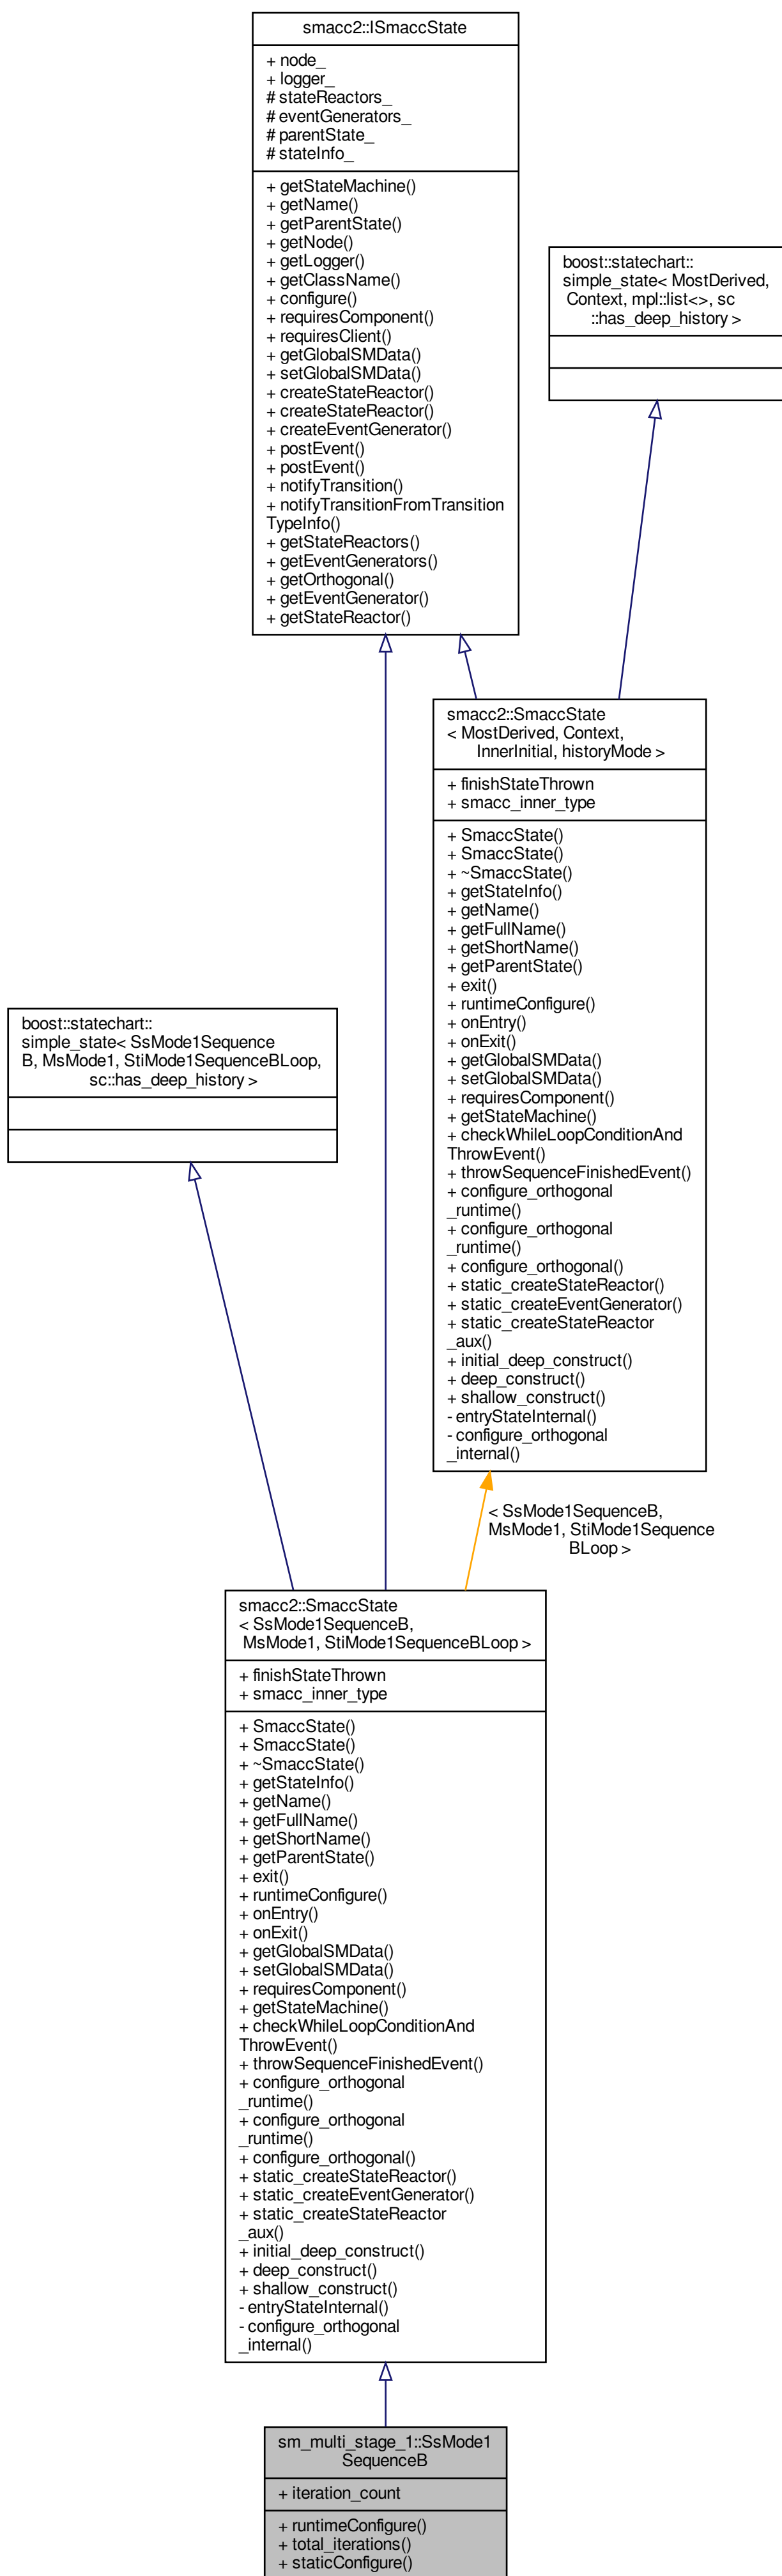 smacc2::ISmaccState
+ node_
+ logger_
# stateReactors_
# eventGenerators_
# parentState_
# stateInfo_
+ getStateMachine()
+ getName()
+ getParentState()
+ getNode()
+ getLogger()
+ getClassName()
+ configure()
+ requiresComponent()
+ requiresClient()
+ getGlobalSMData()
+ setGlobalSMData()
+ createStateReactor()
+ createStateReactor()
+ createEventGenerator()
+ postEvent()
+ postEvent()
+ notifyTransition()
+ notifyTransitionFromTransition
TypeInfo()
+ getStateReactors()
+ getEventGenerators()
+ getOrthogonal()
+ getEventGenerator()
+ getStateReactor()
boost::statechart::
simple_state< MostDerived,
Context, mpl::list<>, sc
::has_deep_history >
smacc2::SmaccState
< MostDerived, Context,
InnerInitial, historyMode >
+ finishStateThrown
+ smacc_inner_type
+ SmaccState()
+ SmaccState()
+ ~SmaccState()
+ getStateInfo()
+ getName()
+ getFullName()
+ getShortName()
+ getParentState()
+ exit()
+ runtimeConfigure()
+ onEntry()
+ onExit()
+ getGlobalSMData()
+ setGlobalSMData()
+ requiresComponent()
+ getStateMachine()
+ checkWhileLoopConditionAnd
ThrowEvent()
+ throwSequenceFinishedEvent()
+ configure_orthogonal
_runtime()
+ configure_orthogonal
_runtime()
+ configure_orthogonal()
+ static_createStateReactor()
+ static_createEventGenerator()
+ static_createStateReactor
_aux()
+ initial_deep_construct()
+ deep_construct()
+ shallow_construct()
- entryStateInternal()
- configure_orthogonal
_internal()
boost::statechart::
simple_state< SsMode1Sequence
B, MsMode1, StiMode1SequenceBLoop,
sc::has_deep_history >
< SsMode1SequenceB,
MsMode1, StiMode1Sequence
BLoop >
smacc2::SmaccState
< SsMode1SequenceB,
MsMode1, StiMode1SequenceBLoop >
+ finishStateThrown
+ smacc_inner_type
+ SmaccState()
+ SmaccState()
+ ~SmaccState()
+ getStateInfo()
+ getName()
+ getFullName()
+ getShortName()
+ getParentState()
+ exit()
+ runtimeConfigure()
+ onEntry()
+ onExit()
+ getGlobalSMData()
+ setGlobalSMData()
+ requiresComponent()
+ getStateMachine()
+ checkWhileLoopConditionAnd
ThrowEvent()
+ throwSequenceFinishedEvent()
+ configure_orthogonal
_runtime()
+ configure_orthogonal
_runtime()
+ configure_orthogonal()
+ static_createStateReactor()
+ static_createEventGenerator()
+ static_createStateReactor
_aux()
+ initial_deep_construct()
+ deep_construct()
+ shallow_construct()
- entryStateInternal()
- configure_orthogonal
_internal()
sm_multi_stage_1::SsMode1
SequenceB
+ iteration_count
+ runtimeConfigure()
+ total_iterations()
+ staticConfigure()